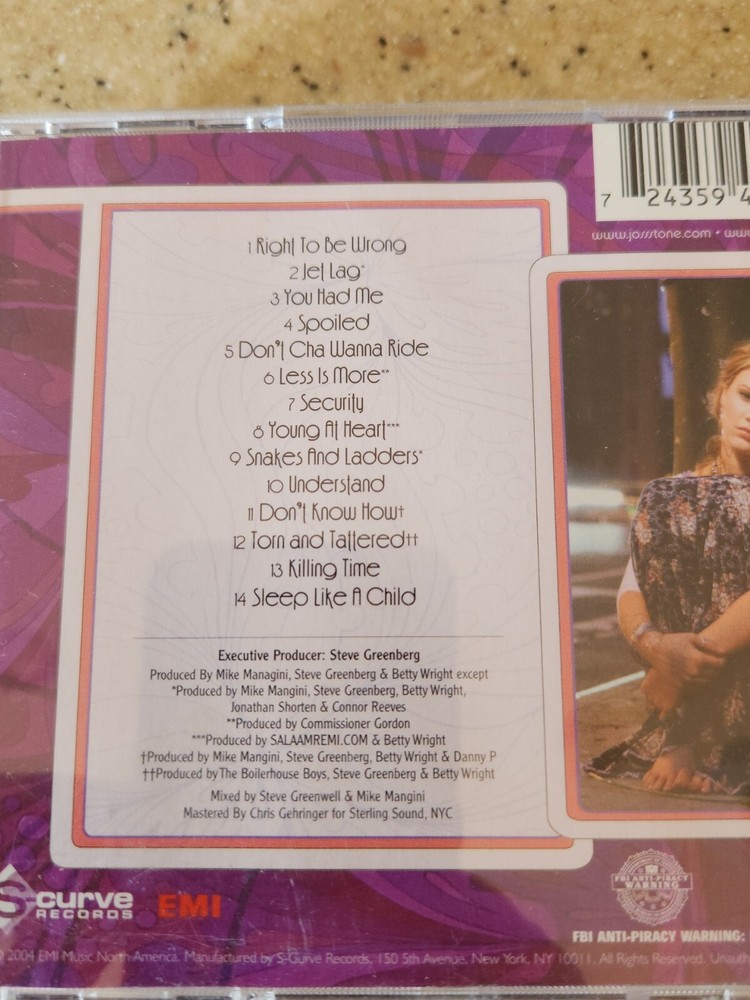 7 24359 4
www.jossstone.com •
1 Right To Be Wrong
2 Jet Lag*
3 You Had Me
4 Spoiled
5 Don't Cha Wanna Ride
6 Less Is More**
7 Security
8 Young At Heart***
9 Snakes And Ladders*
10 Understand
11 Don't Know How†
12 Torn and Tattered††
13 Killing Time
14 Sleep Like A Child
Executive Producer: Steve Greenberg
Produced By Mike Managini, Steve Greenberg & Betty Wright except
*Produced by Mike Mangini, Steve Greenberg, Betty Wright,
Jonathan Shorten & Connor Reeves
**Produced by Commissioner Gordon
***Produced by SALAAMREMI.COM & Betty Wright
†Produced by Mike Mangini, Steve Greenberg, Betty Wright & Danny P
††Produced by The Boilerhouse Boys, Steve Greenberg & Betty Wright
Mixed by Steve Greenwell & Mike Mangini
Mastered By Chris Gehringer for Sterling Sound, NYC
S curve
RECORDS
EMI
FBI ANTI-PIRACY
WARNING
FBI ANTI-PIRACY WARNING:
2004 EMI Music North America. Manufactured by S-Curve Records, 150 5th Avenue, New York, NY 10011. All Rights Reserved.